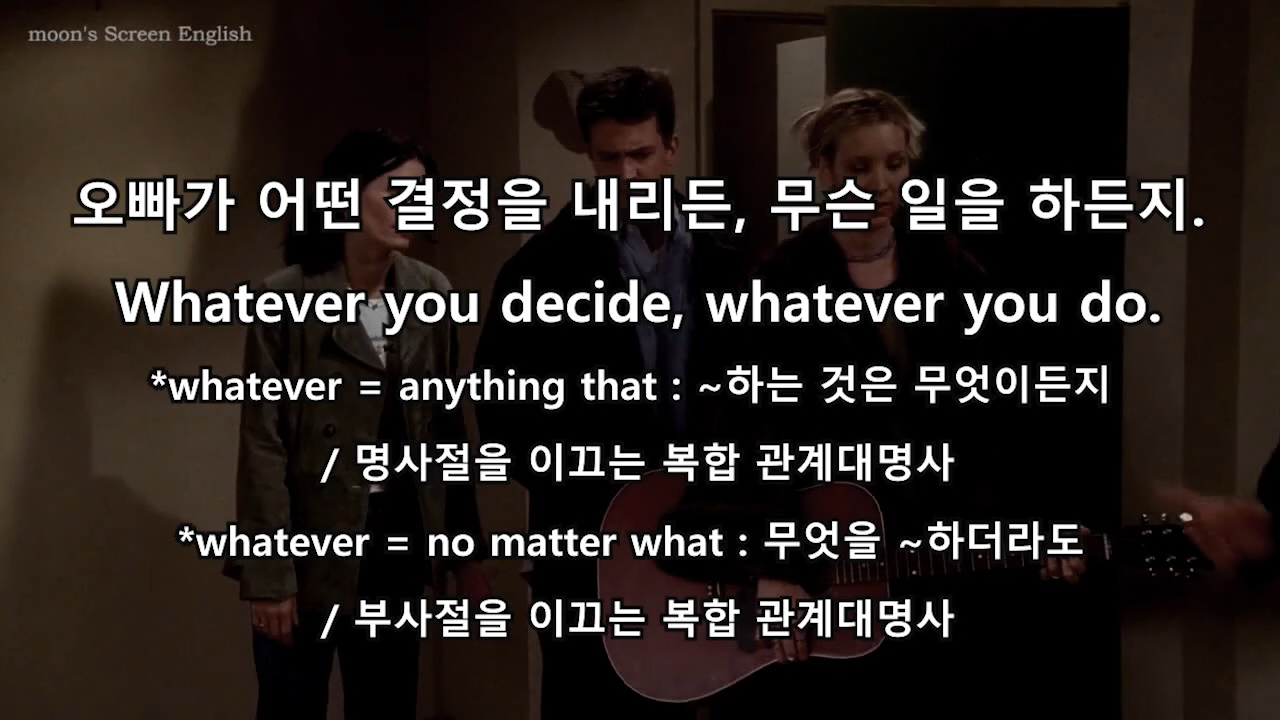 moon's Screen English
오빠가 어떤 결정을 내리든, 무슨 일을 하든지.
Whatever you decide, whatever you do.
*whatever = anything that : ~하는 것은 무엇이든지
/ 명사절을 이끄는 복합 관계대명사
*whatever = no matter what : 무엇을 ~하더라도
/ 부사절을 이끄는 복합 관계대명사